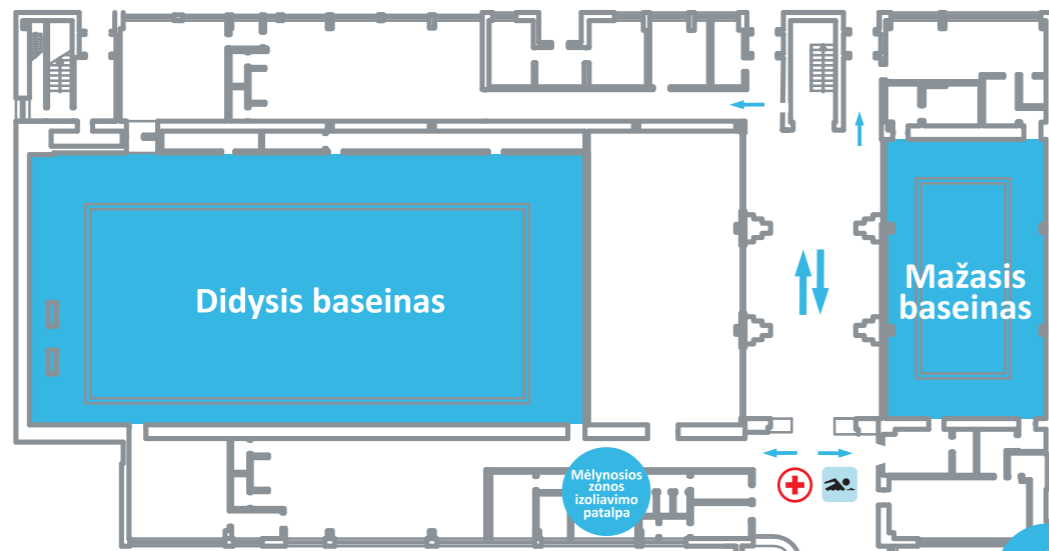 Didysis baseinas
Mažasis
baseinas
Mėlynosios
zonos
izoliavimo
patalpa